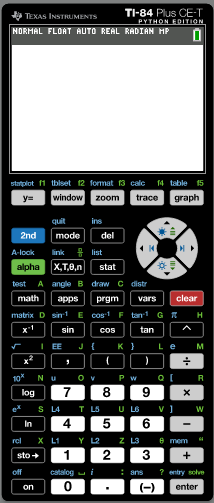 TEXAS INSTRUMENTS TI-84 Plus CE-T
PYTHON EDITION
NORMAL FLOAT AUTO REAL RADIAN MP
statplot f1 tblset f2 format f3 calc f4 table f5
y= window zoom trace graph
quit ins
2nd mode del
A-lock link list
alpha X,T,θ,n stat
test A angle B draw C distr
math apps prgm vars clear
matrix D sin⁻¹ E cos⁻¹ F tan⁻¹ G π H
x⁻¹ sin cos tan ^
√ I EE J { K } L e M
x² , ( ) ÷
10ˣ N u O v P w Q [ R
log 7 8 9 ×
eˣ S L4 T L5 U L6 V ] W
ln 4 5 6 −
rcl X L1 Y L2 Z L3 θ mem "
sto→ 1 2 3 +
off catalog ⎵ i : ans ? entry solve
on 0 . (−) enter